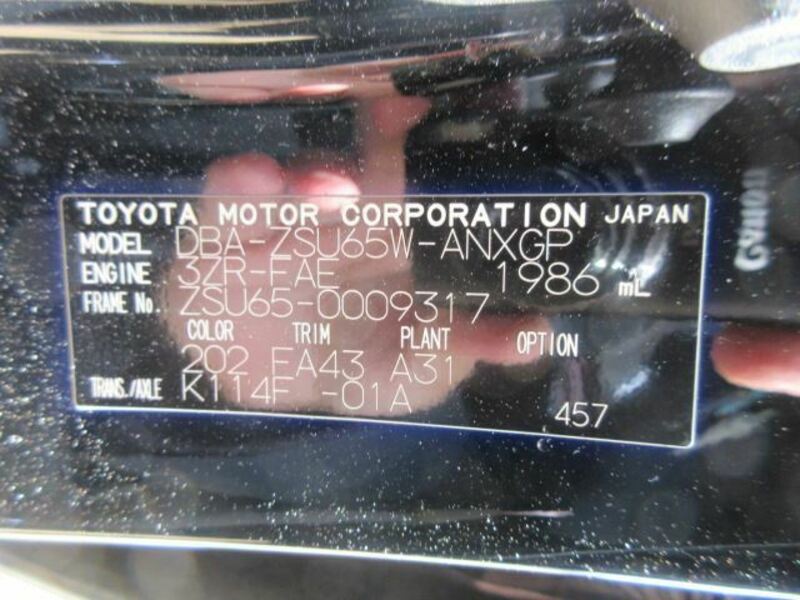 TOYOTA MOTOR CORPORATION JAPAN
MODEL DBA-ZSU65W-ANXGP
ENGINE 3ZR-FAE 1986 mL
FRAME No. ZSU65-0009317
COLOR TRIM PLANT OPTION
202 FA43 A31
TRANS./AXLE K114F -01A
457
Canon